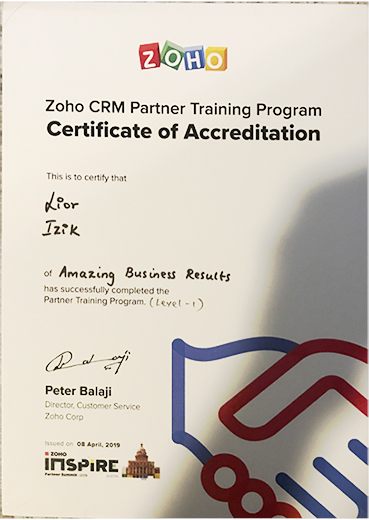 ZOHO
Zoho CRM Partner Training Program
Certificate of Accreditation
This is to certify that
Lior
Izik
of Amazing Business Results
has successfully completed the
Partner Training Program. (Level-1)
Peter Balaji
Director, Customer Service
Zoho Corp
Issued on 08 April, 2019
ZOHO
INSPIRE
Partner Summit